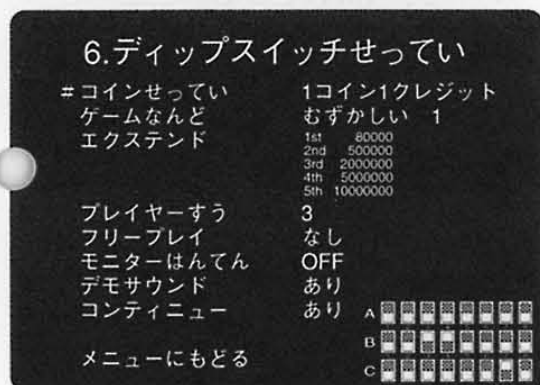 6.ディップスイッチせってい
#コインせってい 1コイン1クレジット
ゲームなんど むずかしい 1
エクステンド 1st 80000
2nd 500000
3rd 2000000
4th 5000000
5th 10000000
プレイヤーすう 3
フリープレイ なし
モニターはんてん OFF
デモサウンド あり
コンティニュー あり
A
B
メニューにもどる
C